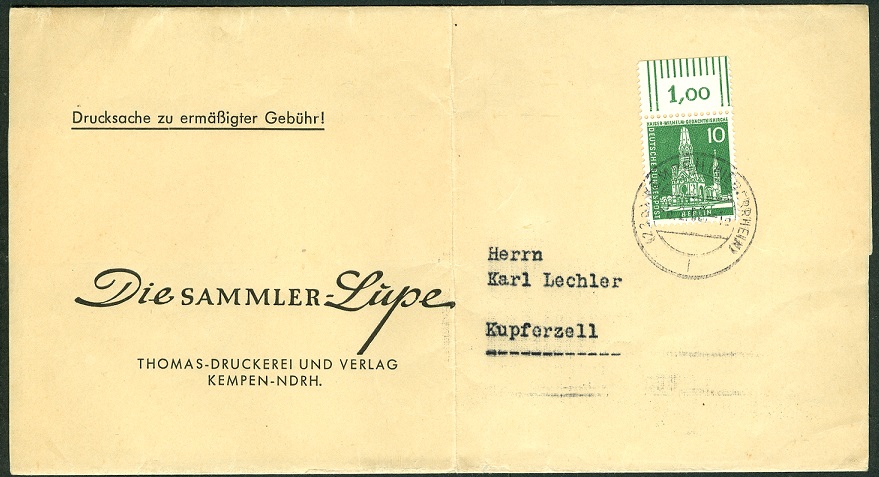 Drucksache zu ermäßigter Gebühr!
1,00
KAISER-WILHELM-GEDÄCHTNISKIRCHE
10
DEUTSCHE BUNDESPOST
BERLIN
Die SAMMLER-Lupe
THOMAS-DRUCKEREI UND VERLAG
KEMPEN-NDRH.
Herrn
Karl Lechler
Kupferzell